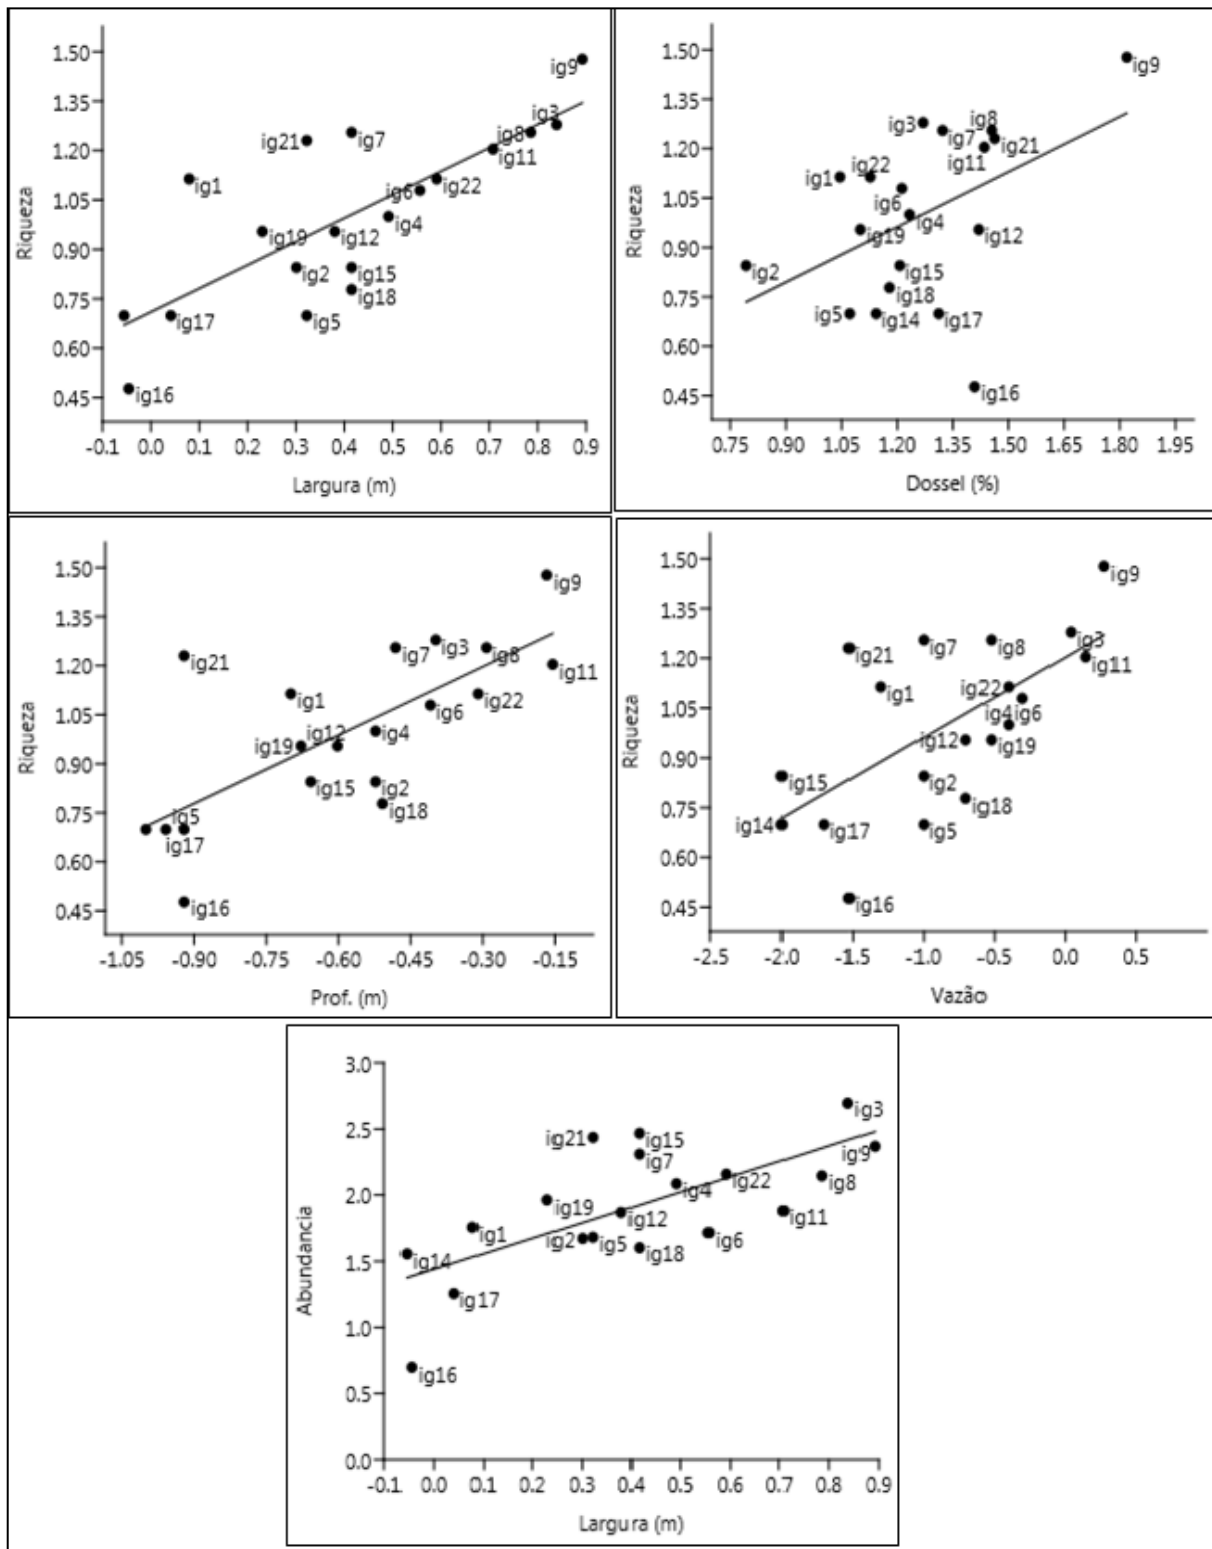 1.50
1.35
1.20
1.05
0.90
0.75
0.60
0.45
Riqueza
ig9
ig3
ig8
ig11
ig21
ig7
ig1
ig6
ig22
ig4
ig19
ig12
ig2
ig15
ig18
ig17
ig5
ig16
-0.1 0.0 0.1 0.2 0.3 0.4 0.5 0.6 0.7 0.8 0.9
Largura (m)
1.50
1.35
1.20
1.05
0.90
0.75
0.60
0.45
Riqueza
ig9
ig3
ig7
ig8
ig21
ig11
ig22
ig1
ig6
ig4
ig19
ig12
ig2
ig15
ig18
ig5
ig14
ig17
ig16
0.75 0.90 1.05 1.20 1.35 1.50 1.65 1.80 1.95
Dossel (%)
1.50
1.35
1.20
1.05
0.90
0.75
0.60
0.45
Riqueza
ig9
ig21
ig7
ig3
ig8
ig11
ig1
ig22
ig6
ig12
ig4
ig19
ig15
ig2
ig18
ig5
ig17
ig16
-1.05 -0.90 -0.75 -0.60 -0.45 -0.30 -0.15
Prof. (m)
1.50
1.35
1.20
1.05
0.90
0.75
0.60
0.45
Riqueza
ig9
ig3
ig11
ig21
ig7
ig8
ig1
ig22
ig4
ig6
ig12
ig19
ig15
ig2
ig18
ig14
ig17
ig5
ig16
-2.5 -2.0 -1.5 -1.0 -0.5 0.0 0.5
Vazão
3.0
2.5
2.0
1.5
1.0
0.5
0.0
Abundancia
ig3
ig9
ig21
ig15
ig7
ig22
ig8
ig4
ig19
ig12
ig11
ig1
ig2
ig5
ig18
ig6
ig14
ig17
ig16
-0.1 0.0 0.1 0.2 0.3 0.4 0.5 0.6 0.7 0.8 0.9
Largura (m)